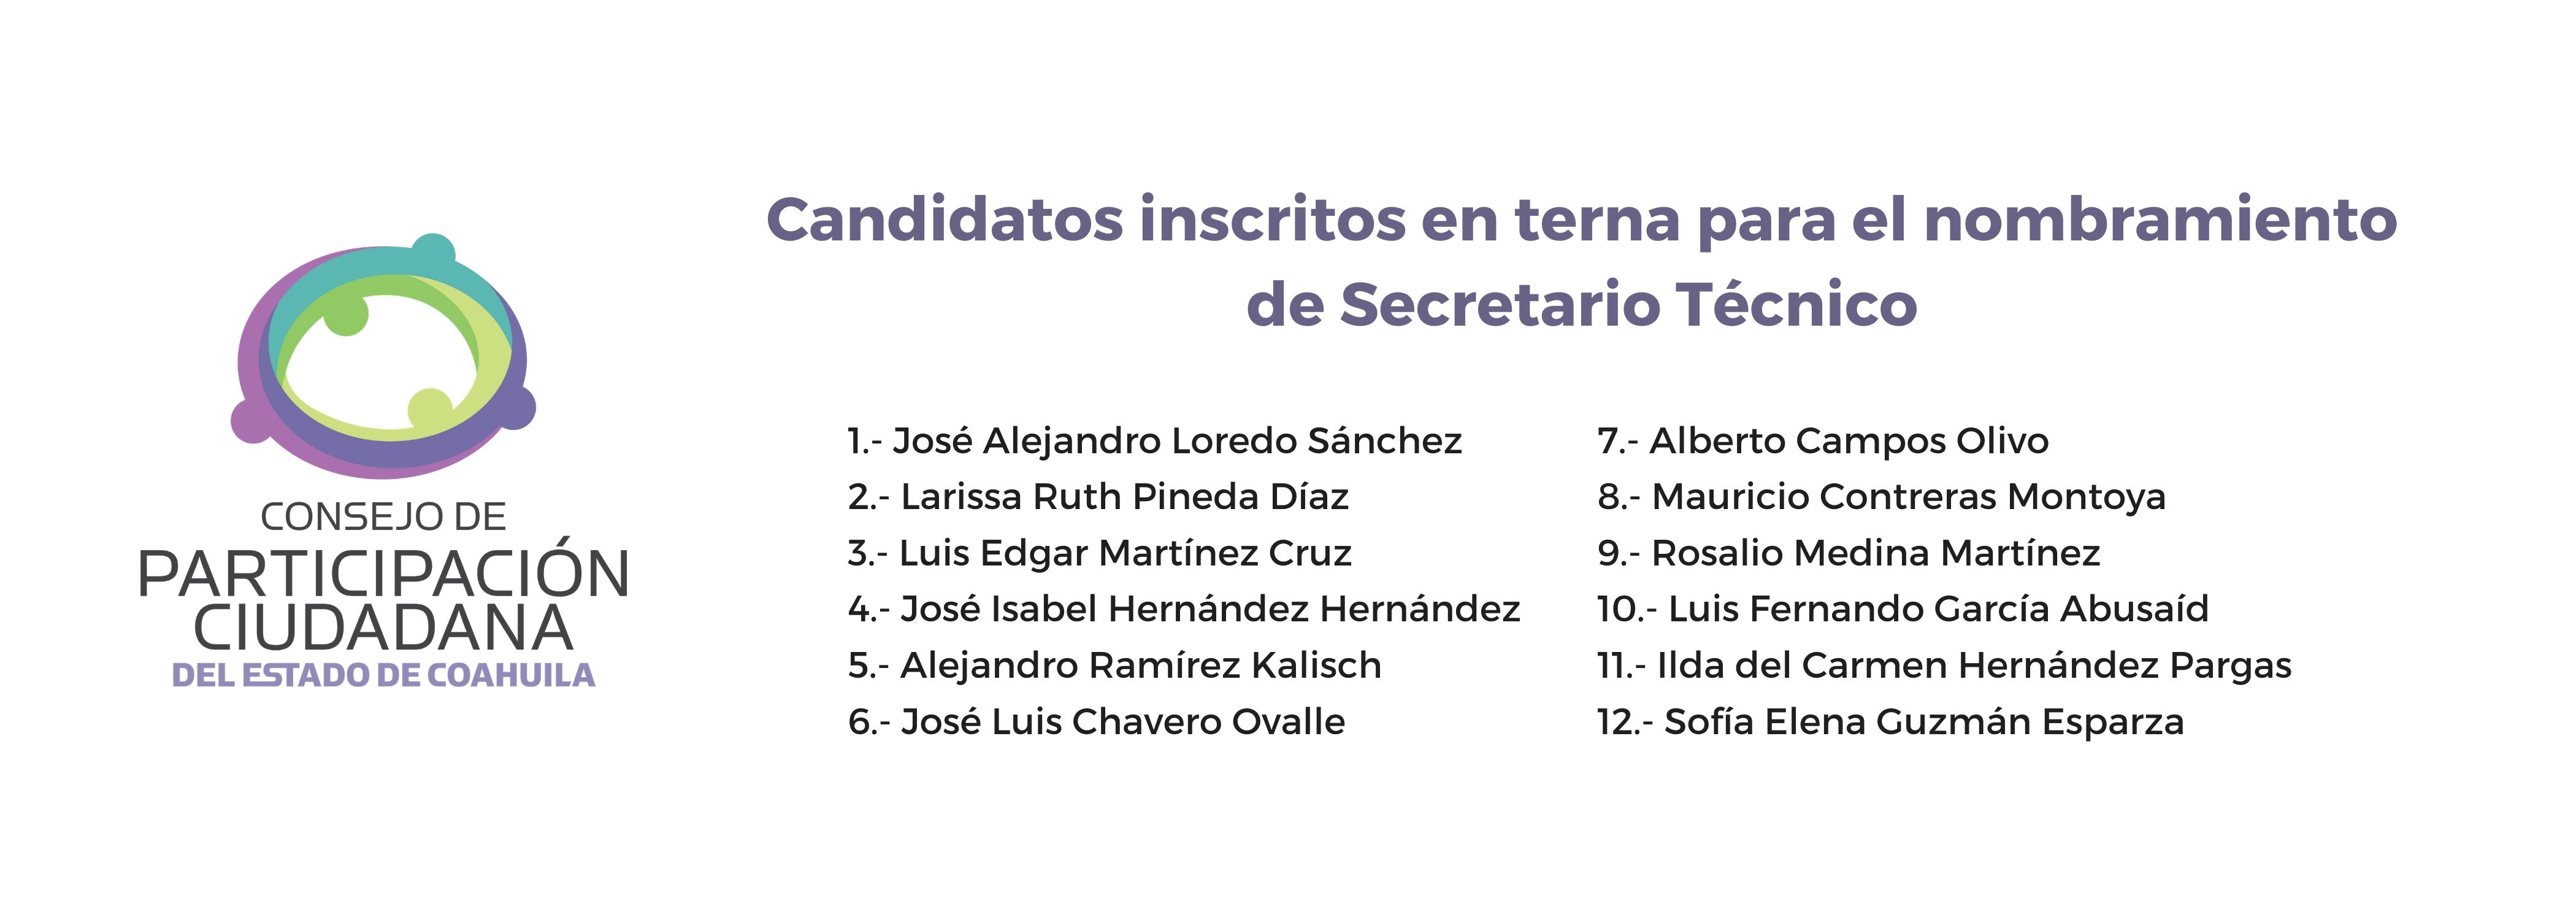 CONSEJO DE
PARTICIPACIÓN
CIUDADANA
DEL ESTADO DE COAHUILA
Candidatos inscritos en terna para el nombramiento
de Secretario Técnico
1.- José Alejandro Loredo Sánchez
2.- Larissa Ruth Pineda Díaz
3.- Luis Edgar Martínez Cruz
4.- José Isabel Hernández Hernández
5.- Alejandro Ramírez Kalisch
6.- José Luis Chavero Ovalle
7.- Alberto Campos Olivo
8.- Mauricio Contreras Montoya
9.- Rosalio Medina Martínez
10.- Luis Fernando García Abusaíd
11.- Ilda del Carmen Hernández Pargas
12.- Sofía Elena Guzmán Esparza